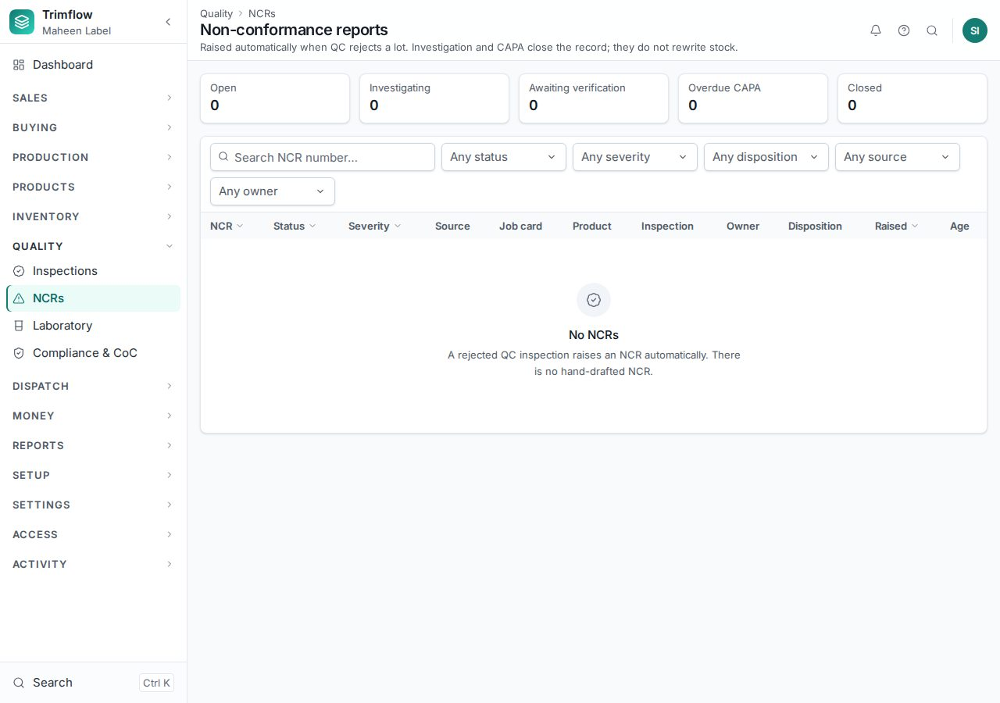 Trimflow
Maheen Label
Dashboard
SALES
BUYING
PRODUCTION
PRODUCTS
INVENTORY
QUALITY
Inspections
NCRs
Laboratory
Compliance & CoC
DISPATCH
MONEY
REPORTS
SETUP
SETTINGS
ACCESS
ACTIVITY
Search Ctrl K
Quality NCRs
Non-conformance reports
Raised automatically when QC rejects a lot. Investigation and CAPA close the record; they do not rewrite stock.
SI
Open Investigating Awaiting verification Overdue CAPA Closed
0 0 0 0 0
Search NCR number... Any status Any severity Any disposition Any source
Any owner
NCR Status Severity Source Job card Product Inspection Owner Disposition Raised Age
No NCRs
A rejected QC inspection raises an NCR automatically. There
is no hand-drafted NCR.